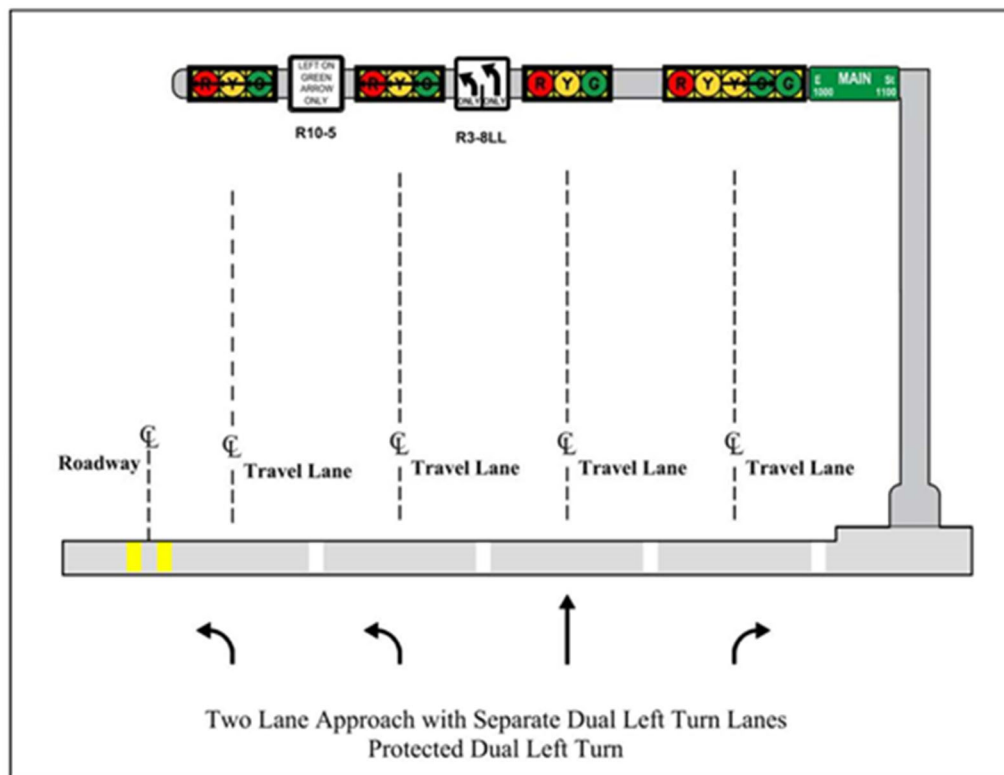 R Y G
LEFT ON
GREEN
ARROW
ONLY
R Y G
ONLY ONLY
R Y G
R Y Y G G
E MAIN St
1000 1100
R10-5
R3-8LL
Roadway
℄
℄
Travel Lane
℄
Travel Lane
℄
Travel Lane
℄
Travel Lane
Two Lane Approach with Separate Dual Left Turn Lanes
Protected Dual Left Turn